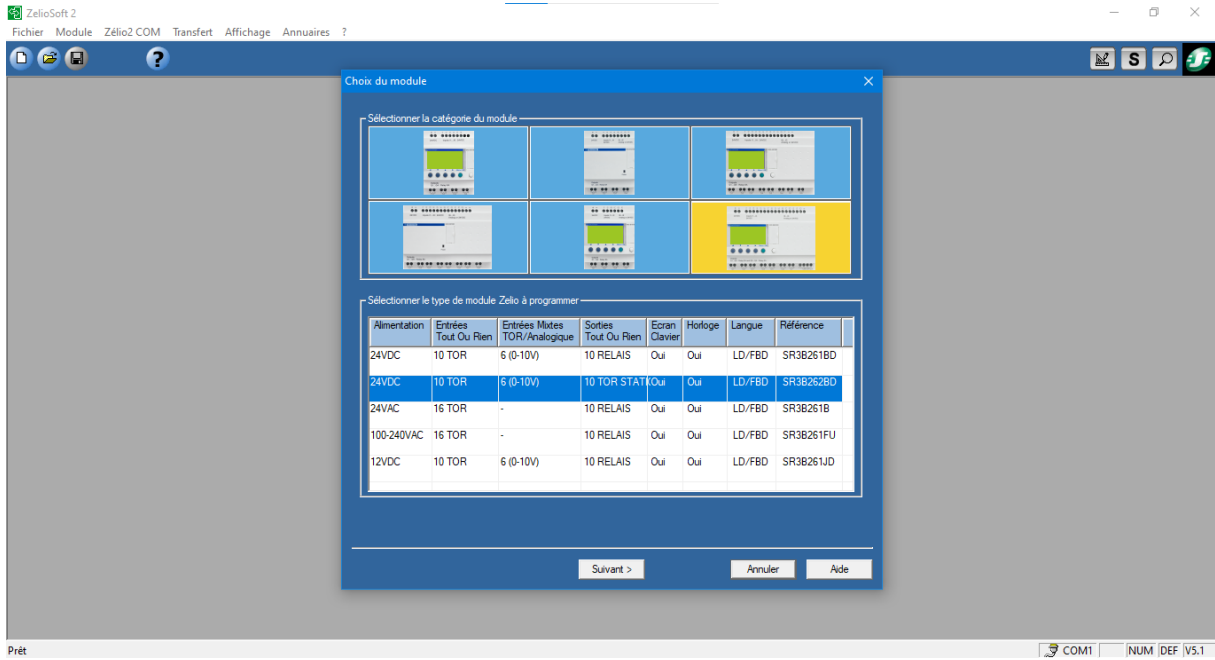 ZelioSoft 2
Fichier Module Zélio2 COM Transfert Affichage Annuaires ?
S
Choix du module
Sélectionner la catégorie du module
Sélectionner le type de module Zelio à programmer
Alimentation Entrées Tout Ou Rien Entrées Mixtes TOR/Analogique Sorties Tout Ou Rien Ecran Clavier Horloge Langue Référence
24VDC 10 TOR 6 (0-10V) 10 RELAIS Oui Oui LD/FBD SR3B261BD
24VDC 10 TOR 6 (0-10V) 10 TOR STATI Oui Oui LD/FBD SR3B262BD
24VAC 16 TOR - 10 RELAIS Oui Oui LD/FBD SR3B261B
100-240VAC 16 TOR - 10 RELAIS Oui Oui LD/FBD SR3B261FU
12VDC 10 TOR 6 (0-10V) 10 RELAIS Oui Oui LD/FBD SR3B261JD
Suivant > Annuler Aide
Prêt COM1 NUM DEF V5.1